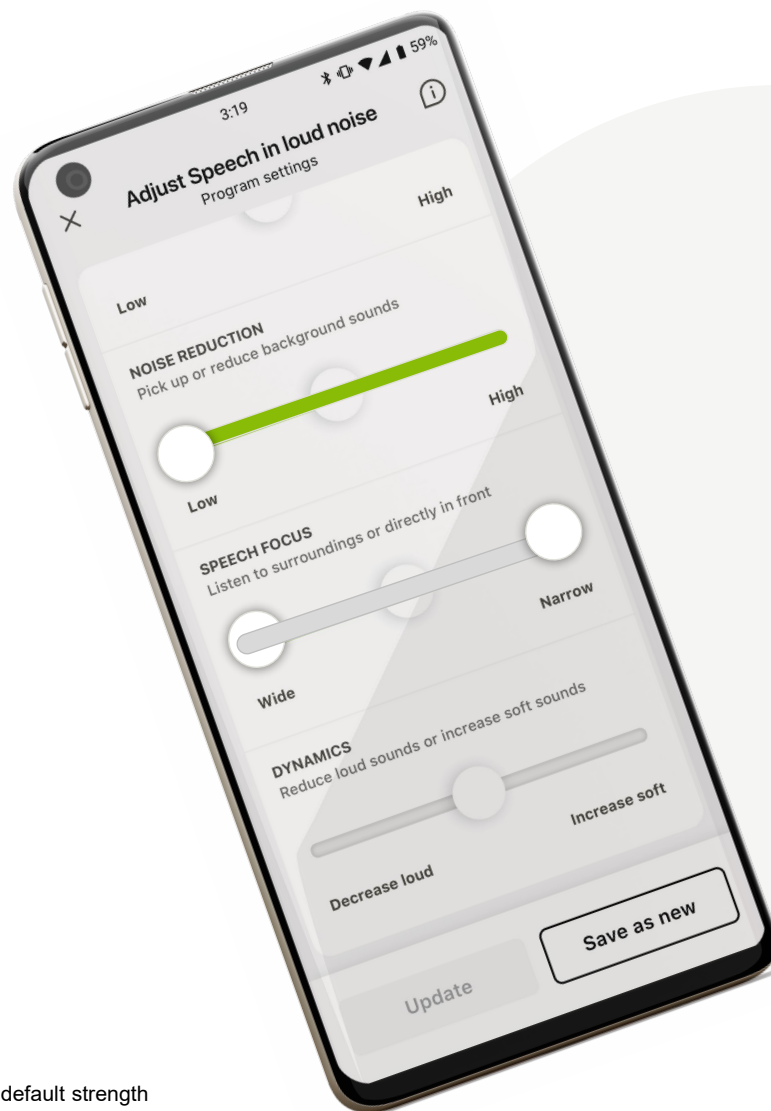 3:19
59%
Adjust Speech in loud noise
Program settings
High
Low
NOISE REDUCTION
Pick up or reduce background sounds
High
Low
SPEECH FOCUS
Listen to surroundings or directly in front
Narrow
Wide
DYNAMICS
Reduce loud sounds or increase soft sounds
Increase soft
Decrease loud
Save as new
Update
default strength